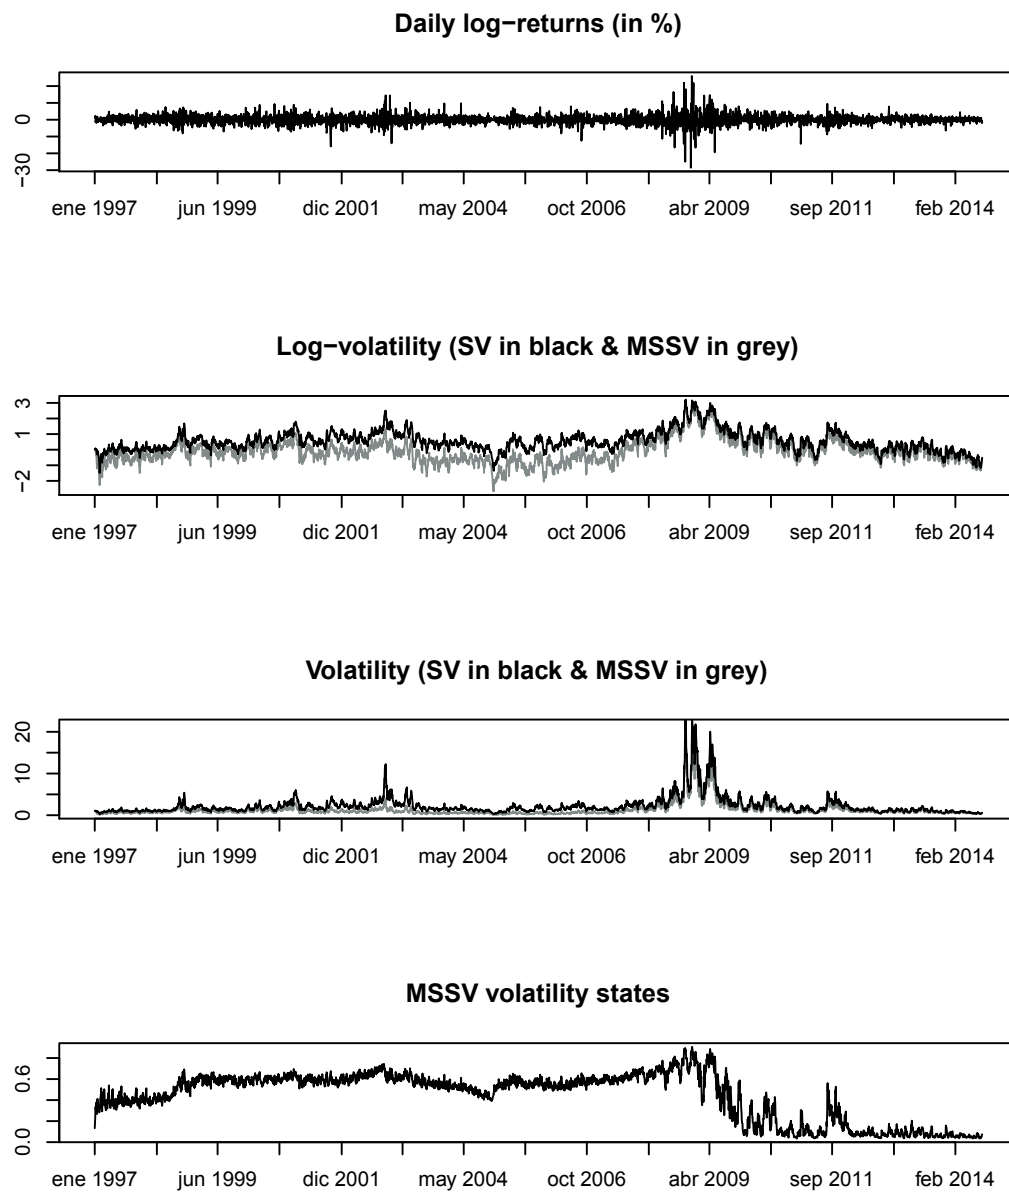 Daily log−returns (in %)
0
−30
ene 1997 jun 1999 dic 2001 may 2004 oct 2006 abr 2009 sep 2011 feb 2014
Log−volatility (SV in black & MSSV in grey)
3
1
−2
ene 1997 jun 1999 dic 2001 may 2004 oct 2006 abr 2009 sep 2011 feb 2014
Volatility (SV in black & MSSV in grey)
20
10
0
ene 1997 jun 1999 dic 2001 may 2004 oct 2006 abr 2009 sep 2011 feb 2014
MSSV volatility states
0.6
0.0
ene 1997 jun 1999 dic 2001 may 2004 oct 2006 abr 2009 sep 2011 feb 2014